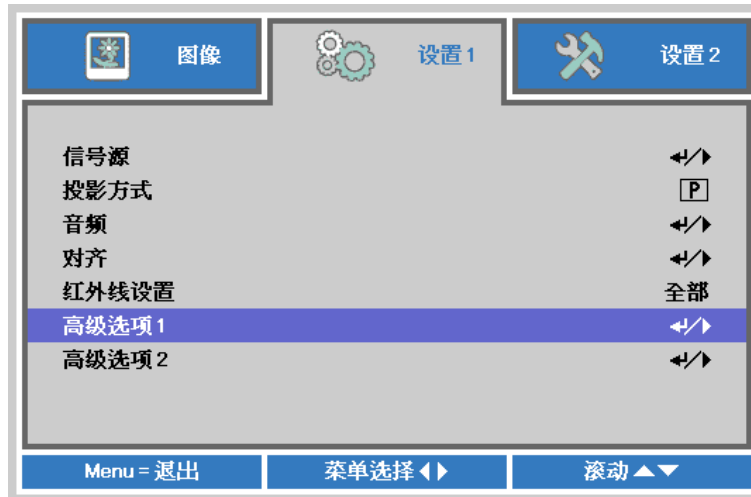 图像
设置1
设置2
信号源
投影方式 P
音频
对齐
红外线设置 全部
高级选项1
高级选项2
Menu = 退出 菜单选择 滚动